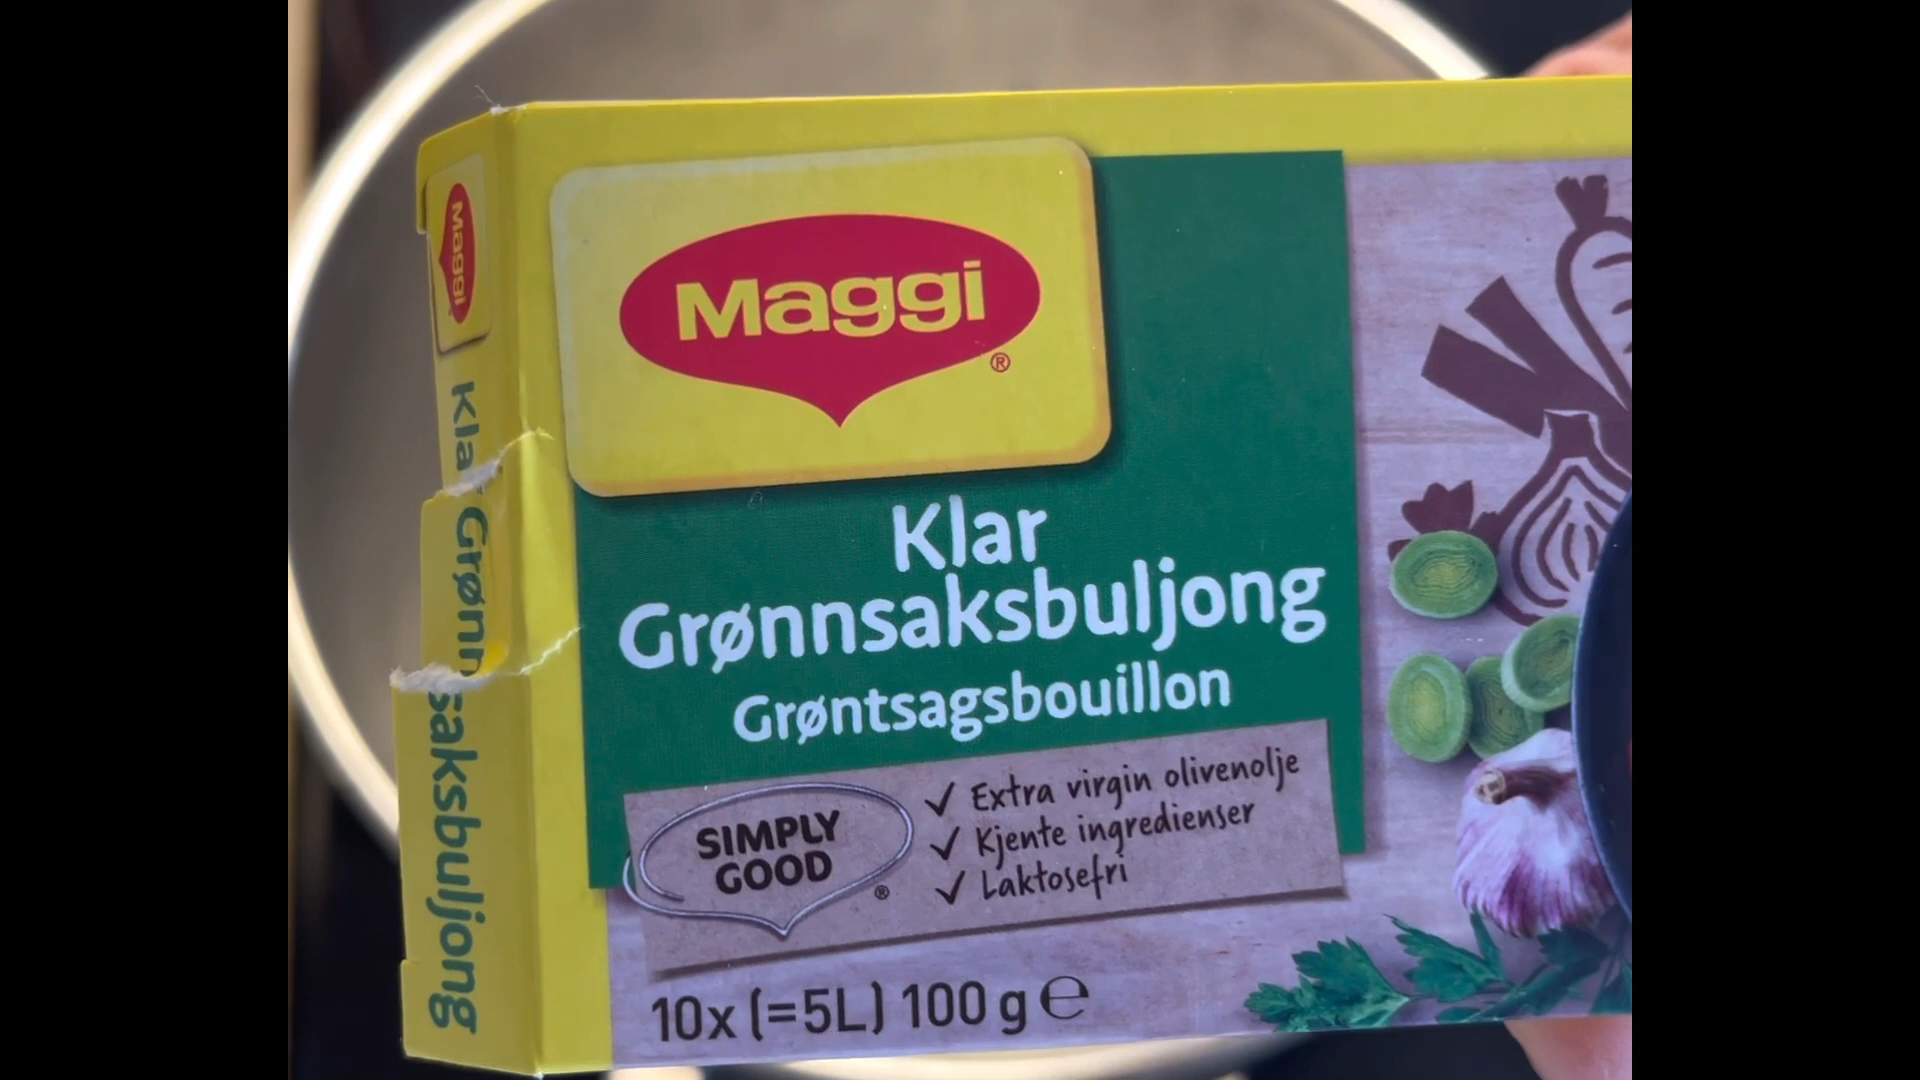 Maggi
Klar Grønnsaksbuljong
Maggi®
Klar
Grønnsaksbuljong
Grøntsagsbouillon
SIMPLY
GOOD®
✓ Extra virgin olivenolje
✓ Kjente ingredienser
✓ Laktosefri
10x (=5L) 100 g ℮